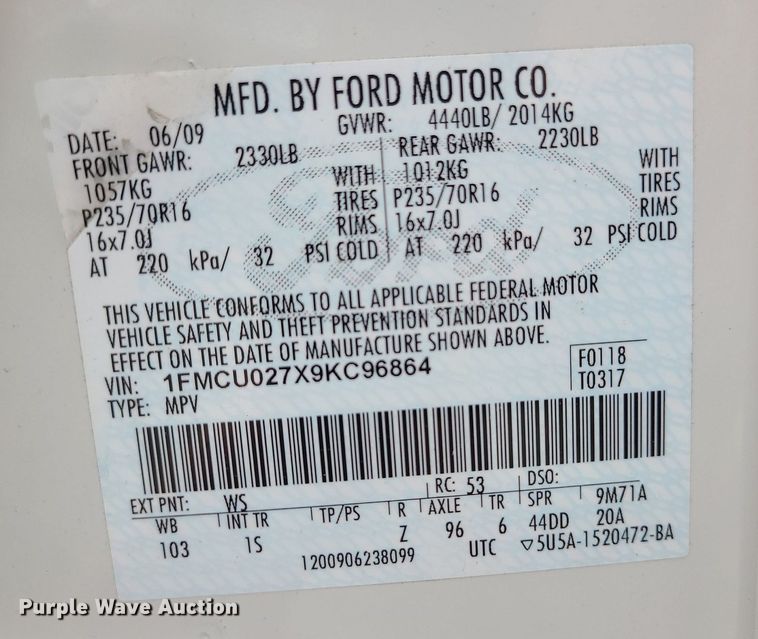 MFD. BY FORD MOTOR CO.
DATE: 06/09 GVWR: 4440LB/ 2014KG
FRONT GAWR: 2330LB REAR GAWR: 2230LB
1057KG WITH 1012KG WITH
P235/70R16 TIRES P235/70R16 TIRES
16x7.0J RIMS 16x7.0J RIMS
AT 220 kPa/ 32 PSI COLD AT 220 kPa/ 32 PSI COLD
Ford
THIS VEHICLE CONFORMS TO ALL APPLICABLE FEDERAL MOTOR
VEHICLE SAFETY AND THEFT PREVENTION STANDARDS IN
EFFECT ON THE DATE OF MANUFACTURE SHOWN ABOVE.
VIN: 1FMCU027X9KC96864 F0118
TYPE: MPV T0317
EXT PNT: WS RC: 53 DSO:
WB INT TR TP/PS R AXLE TR SPR 9M71A
103 1S Z 96 6 44DD 20A
1200906238099 UTC ▽5U5A-1520472-BA
Purple Wave Auction